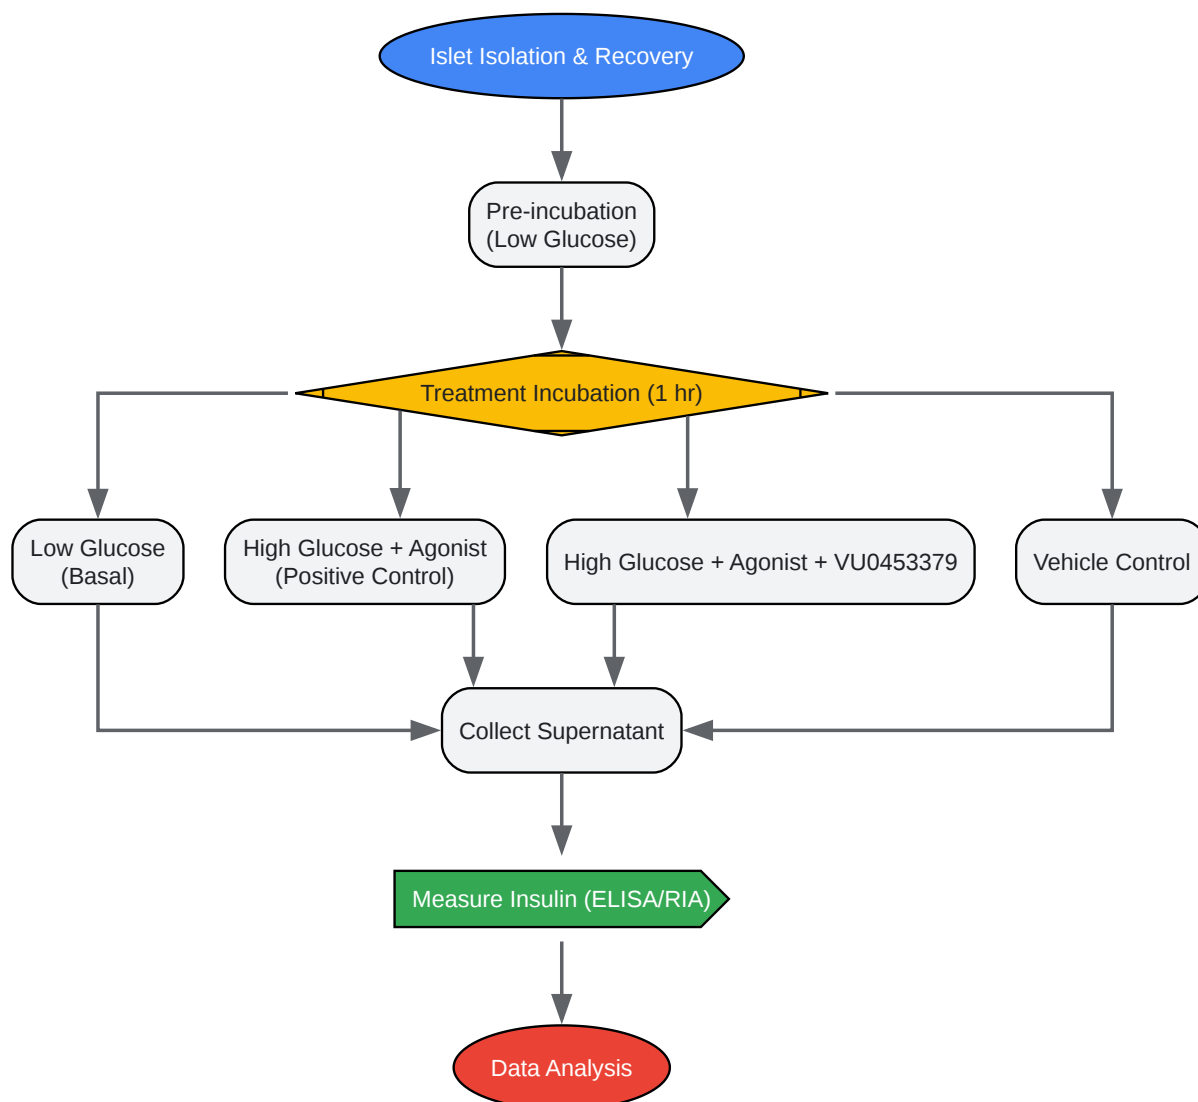 Islet Isolation & Recovery
Pre-incubation
(Low Glucose)
Treatment Incubation (1 hr)
Low Glucose
(Basal)
High Glucose + Agonist
(Positive Control)
High Glucose + Agonist + VU0453379
Vehicle Control
Collect Supernatant
Measure Insulin (ELISA/RIA)
Data Analysis